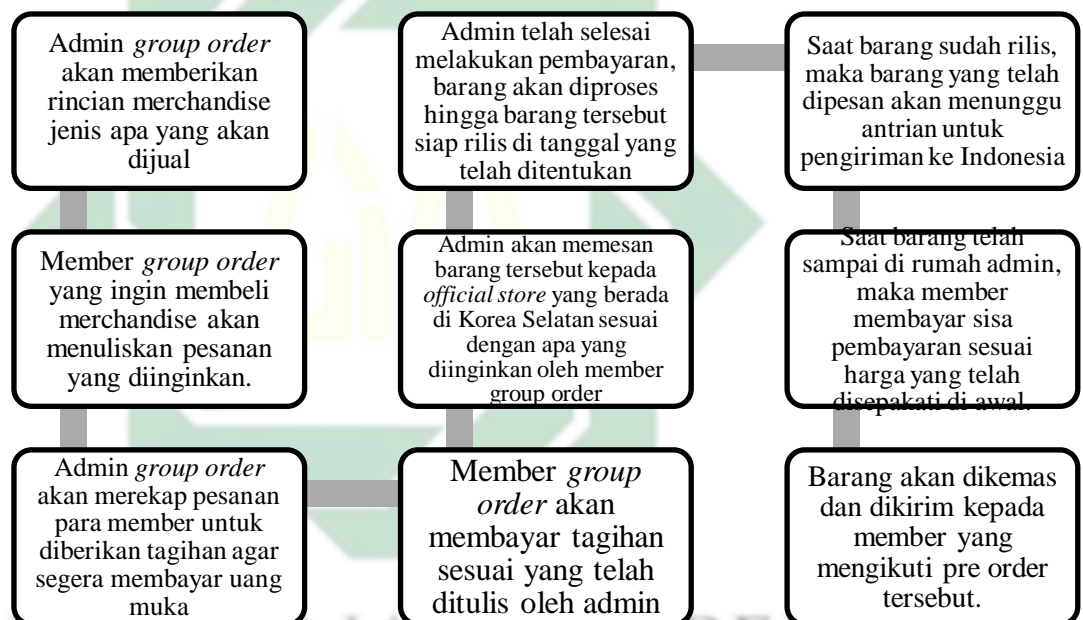 Admin group order
akan memberikan
rincian merchandise
jenis apa yang akan
dijual
Member group order
yang ingin membeli
merchandise akan
menuliskan pesanan
yang diinginkan.
Admin group order
akan merekap pesanan
para member untuk
diberikan tagihan agar
segera membayar uang
muka
Member group
order akan
membayar tagihan
sesuai yang telah
ditulis oleh admin
Admin akan memesan
barang tersebut kepada
official store yang berada
di Korea Selatan sesuai
dengan apa yang
diinginkan oleh member
group order
Admin telah selesai
melakukan pembayaran,
barang akan diproses
hingga barang tersebut
siap rilis di tanggal yang
telah ditentukan
Saat barang sudah rilis,
maka barang yang telah
dipesan akan menunggu
antrian untuk
pengiriman ke Indonesia
Saat barang telah
sampai di rumah admin,
maka member
membayar sisa
pembayaran sesuai
harga yang telah
disepakati di awal.
Barang akan dikemas
dan dikirim kepada
member yang
mengikuti pre order
tersebut.